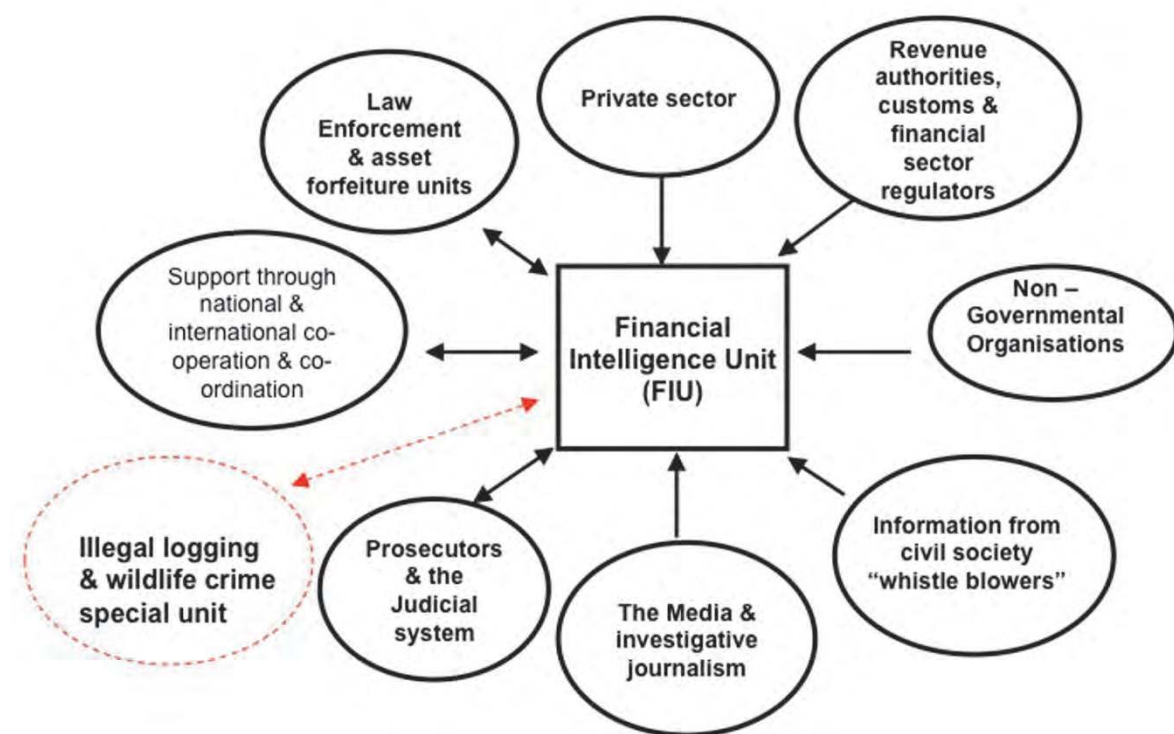 Law
Enforcement
& asset
forfeiture units
Private sector
Revenue
authorities,
customs &
financial
sector
regulators
Support through
national &
international co-
operation & co-
ordination
Financial
Intelligence Unit
(FIU)
Non –
Governmental
Organisations
Illegal logging
& wildlife crime
special unit
Prosecutors
& the
Judicial
system
The Media &
investigative
journalism
Information from
civil society
“whistle blowers”